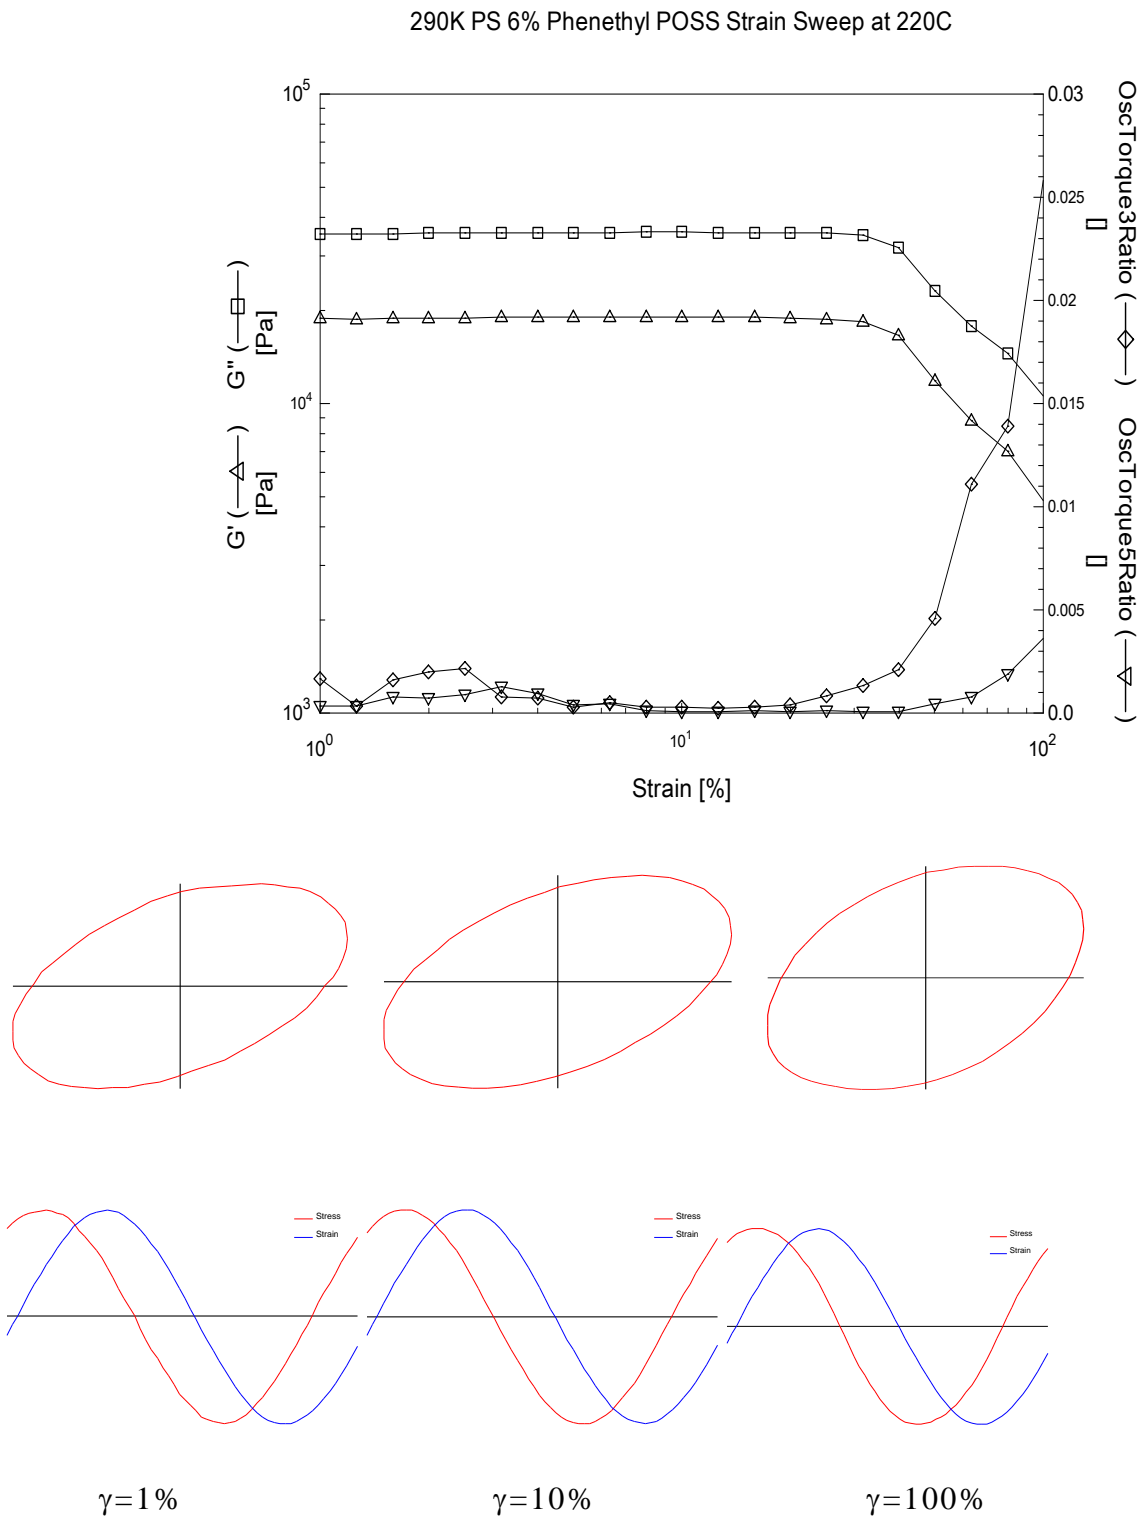 290K PS 6% Phenethyl POSS Strain Sweep at 220C
10^5
10^4
10^3
G'' (——□——)
[Pa]
G' (——△——)
[Pa]
0.03
0.025
0.020
0.015
0.010
0.005
0.0
OscTorque3Ratio (——◇——)
[]
OscTorque5Ratio (——▽——)
[]
10^0
10^1
10^2
Strain [%]
Stress
Strain
Stress
Strain
Stress
Strain
γ=1%
γ=10%
γ=100%